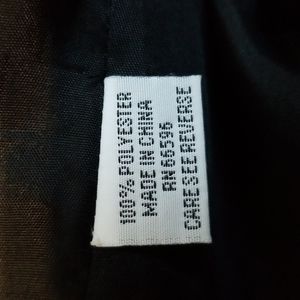 100% POLYESTER
MADE IN CHINA
RN 66596
CARE SEE REVERSE